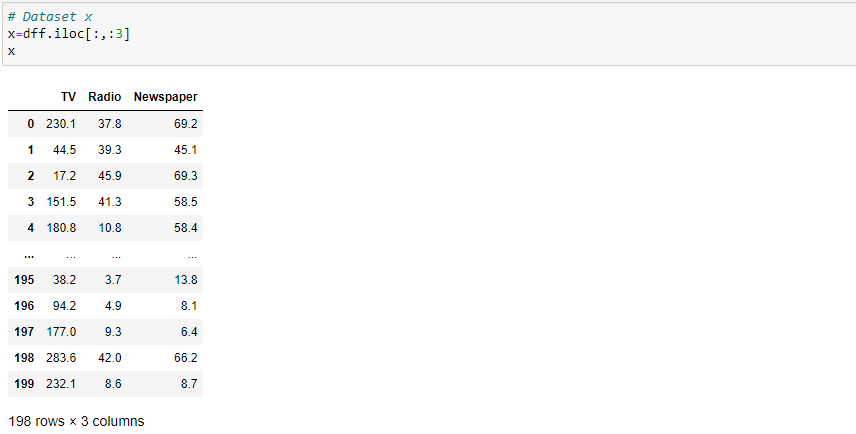 # Dataset x
x=dff.iloc[:,:3]
x
TV Radio Newspaper
0 230.1 37.8 69.2
1 44.5 39.3 45.1
2 17.2 45.9 69.3
3 151.5 41.3 58.5
4 180.8 10.8 58.4
... ... ... ...
195 38.2 3.7 13.8
196 94.2 4.9 8.1
197 177.0 9.3 6.4
198 283.6 42.0 66.2
199 232.1 8.6 8.7
198 rows × 3 columns